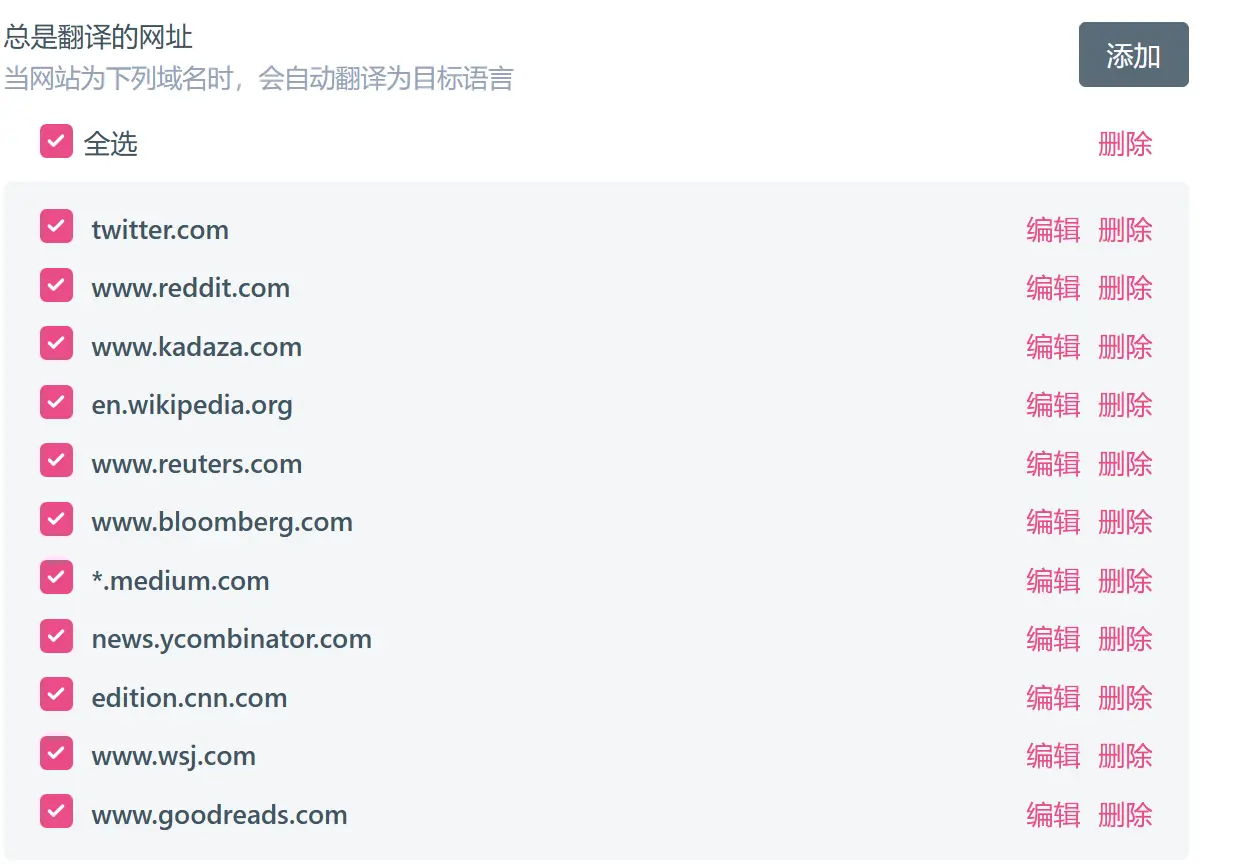 总是翻译的网址
添加
当网站为下列域名时，会自动翻译为目标语言
全选 删除
twitter.com 编辑 删除
www.reddit.com 编辑 删除
www.kadaza.com 编辑 删除
en.wikipedia.org 编辑 删除
www.reuters.com 编辑 删除
www.bloomberg.com 编辑 删除
*.medium.com 编辑 删除
news.ycombinator.com 编辑 删除
edition.cnn.com 编辑 删除
www.wsj.com 编辑 删除
www.goodreads.com 编辑 删除